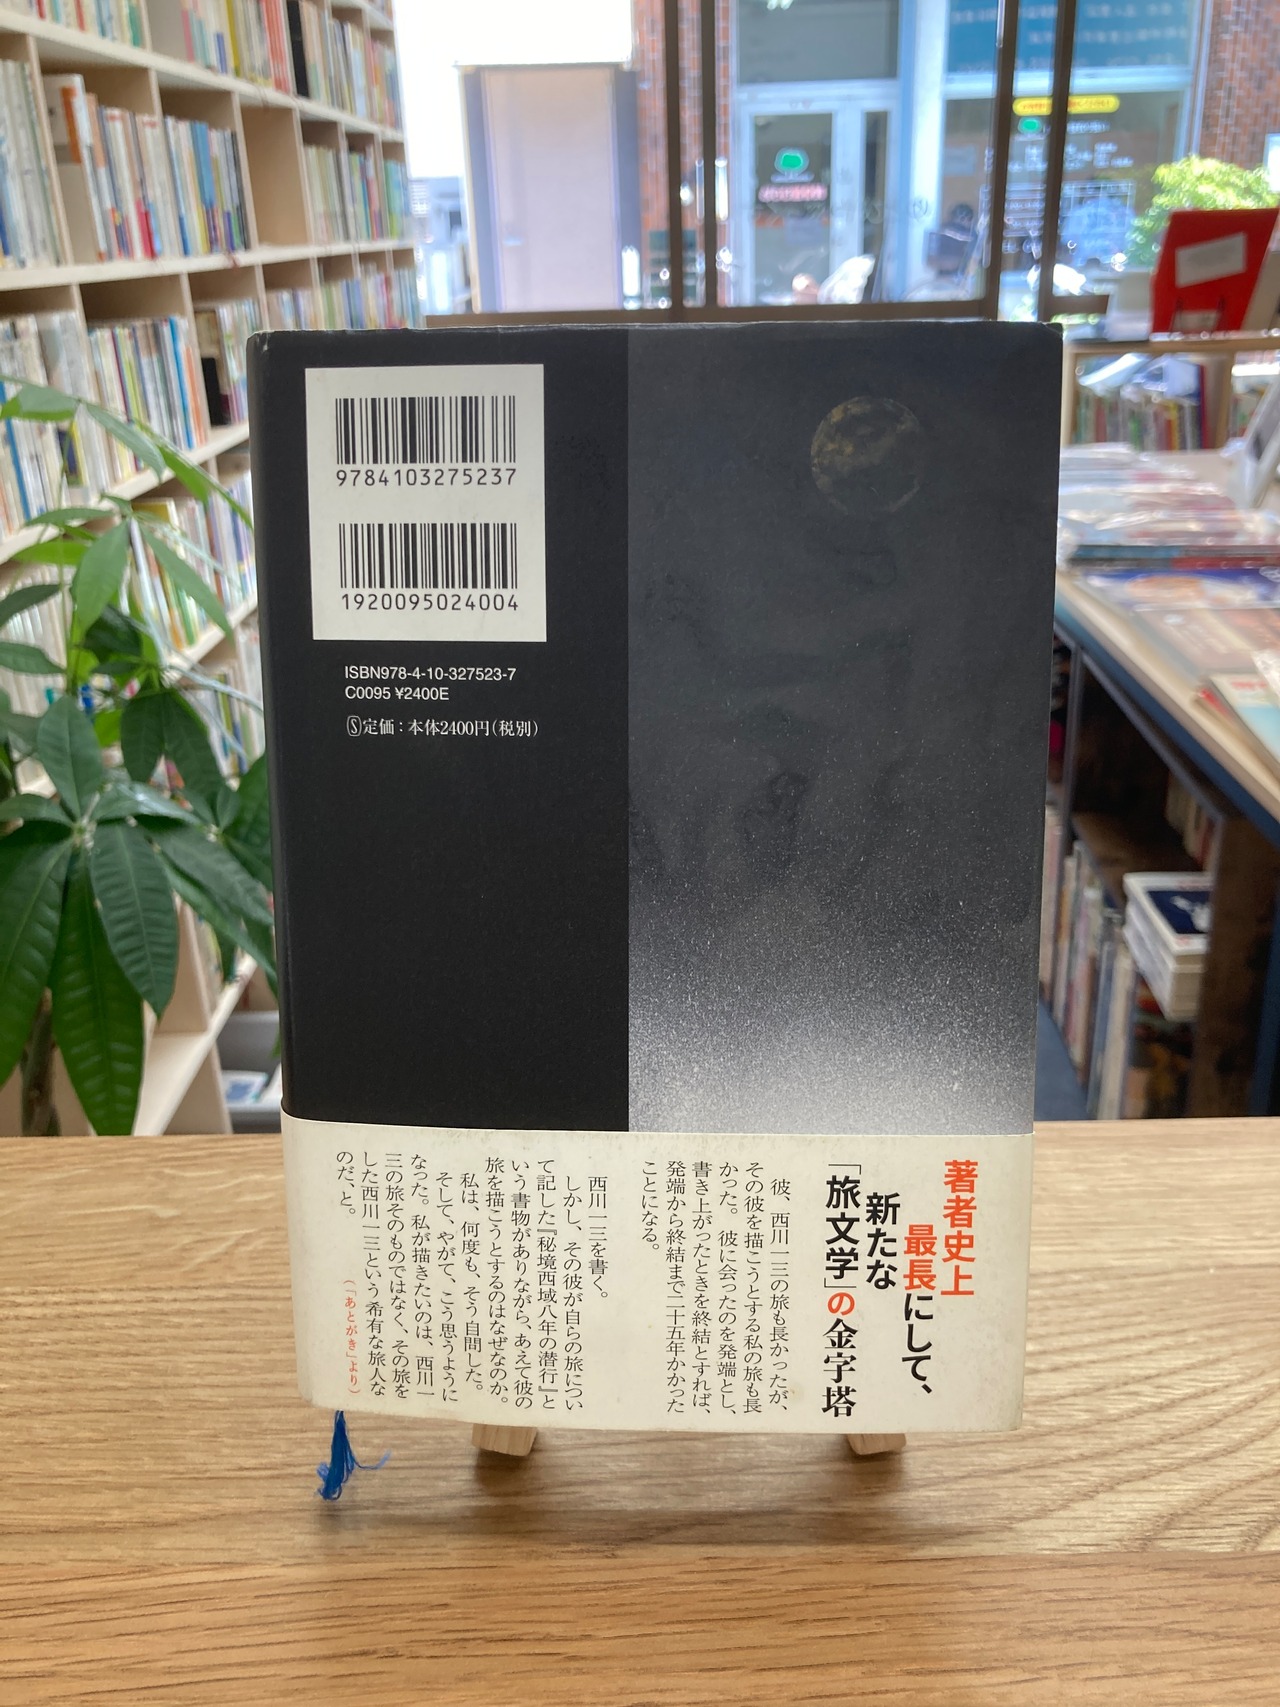 9784103275237
1920095024004
ISBN978-4-10-327523-7
C0095 ¥2400E
Ⓢ定価：本体2400円（税別）
著者史上
最長にして、
新たな
「旅文学」の金字塔
彼、西川一三の旅も長かったが、
その彼を描こうとする私の旅も長
かった。彼に会ったのを発端とし、
書き上がったときを終結とすれば、
発端から終結まで二十五年かかった
ことになる。
西川一三を書く。
しかし、その彼が自らの旅につい
て記した『秘境西域八年の潜行』と
いう書物がありながら、あえて彼の
旅を描こうとするのはなぜなのか。
私は、何度も、そう自問した。
そして、やがて、こう思うように
なった。私が描きたいのは、西川一
三の旅そのものではなく、その旅を
した西川一三という希有な旅人な
のだ、と。
（「あとがき」より）